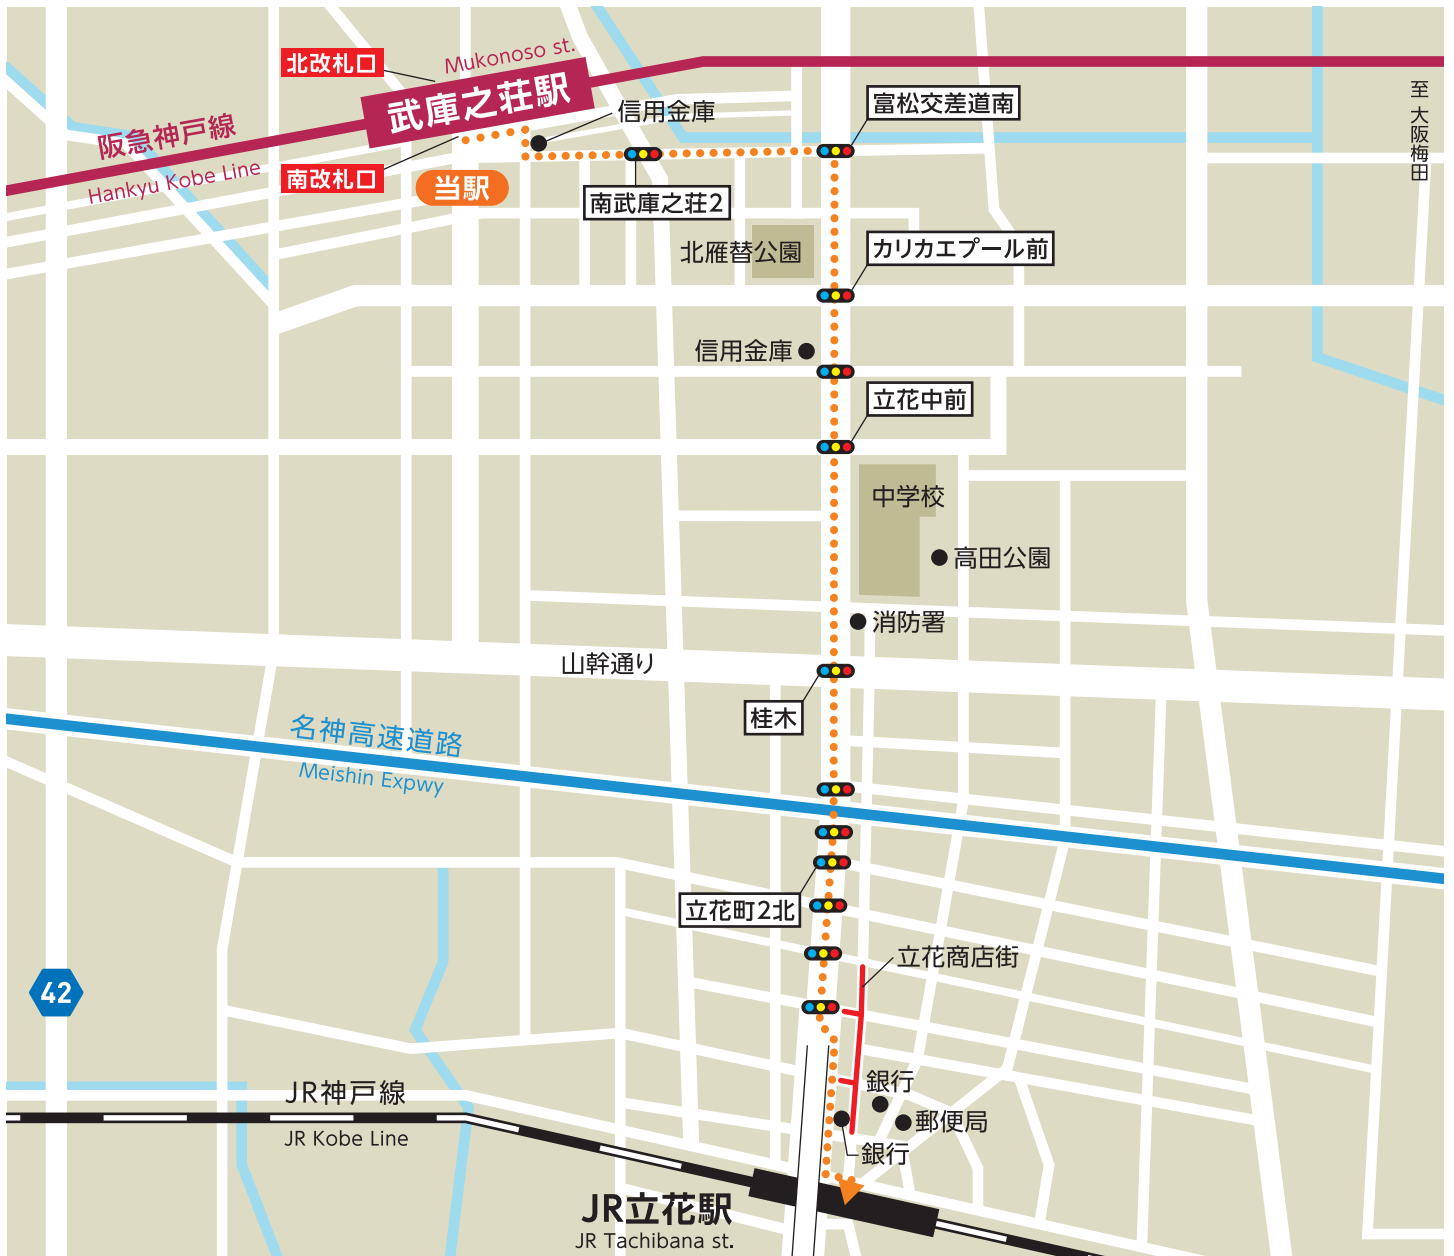 北改札口
Mukonoso st.
武庫之荘駅
信用金庫
富松交差道南
至 大阪梅田
阪急神戸線
Hankyu Kobe Line
南改札口
当駅
南武庫之荘2
北雁替公園
カリカエプール前
信用金庫
立花中前
中学校
高田公園
消防署
山幹通り
桂木
名神高速道路
Meishin Expwy
立花町2北
立花商店街
42
銀行
JR神戸線
郵便局
JR Kobe Line
銀行
JR立花駅
JR Tachibana st.